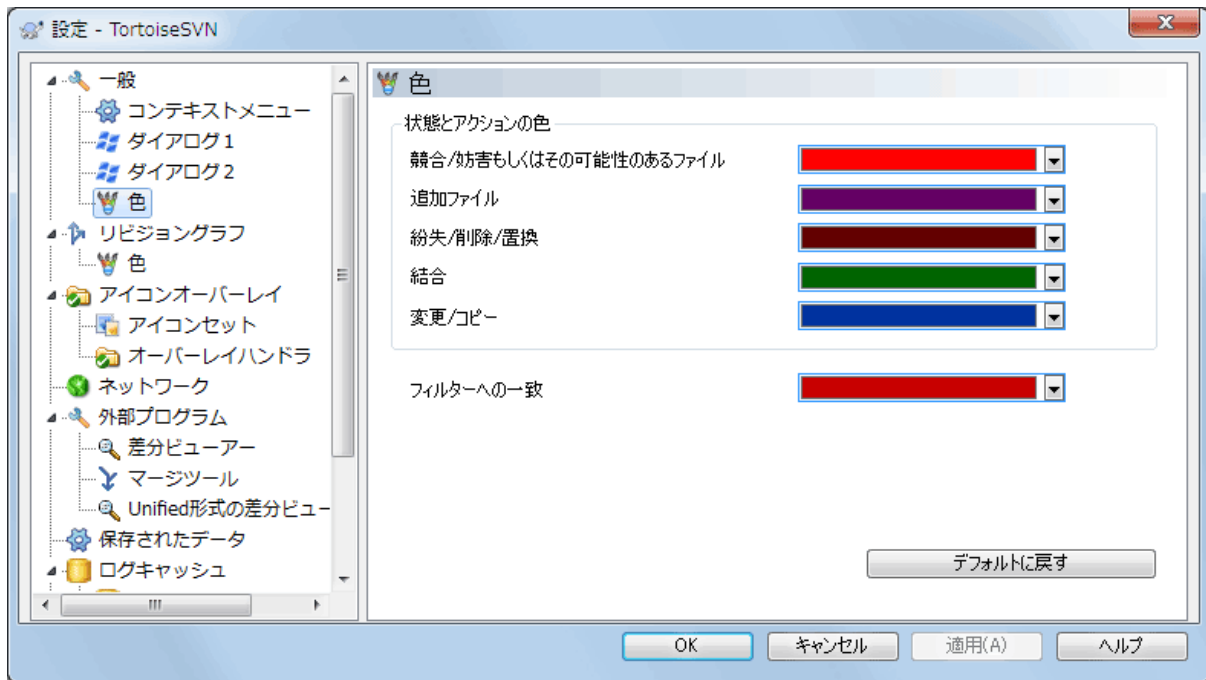 設定 - TortoiseSVN
一般
コンテキストメニュー
ダイアログ1
ダイアログ2
色
リビジョングラフ
色
アイコンオーバーレイ
アイコンセット
オーバーレイハンドラ
ネットワーク
外部プログラム
差分ビューアー
マージツール
Unified形式の差分ビュー
保存されたデータ
ログキャッシュ
色
状態とアクションの色
競合/妨害もしくはその可能性のあるファイル
追加ファイル
紛失/削除/置換
結合
変更/コピー
フィルターへの一致
デフォルトに戻す
OK
キャンセル
適用(A)
ヘルプ